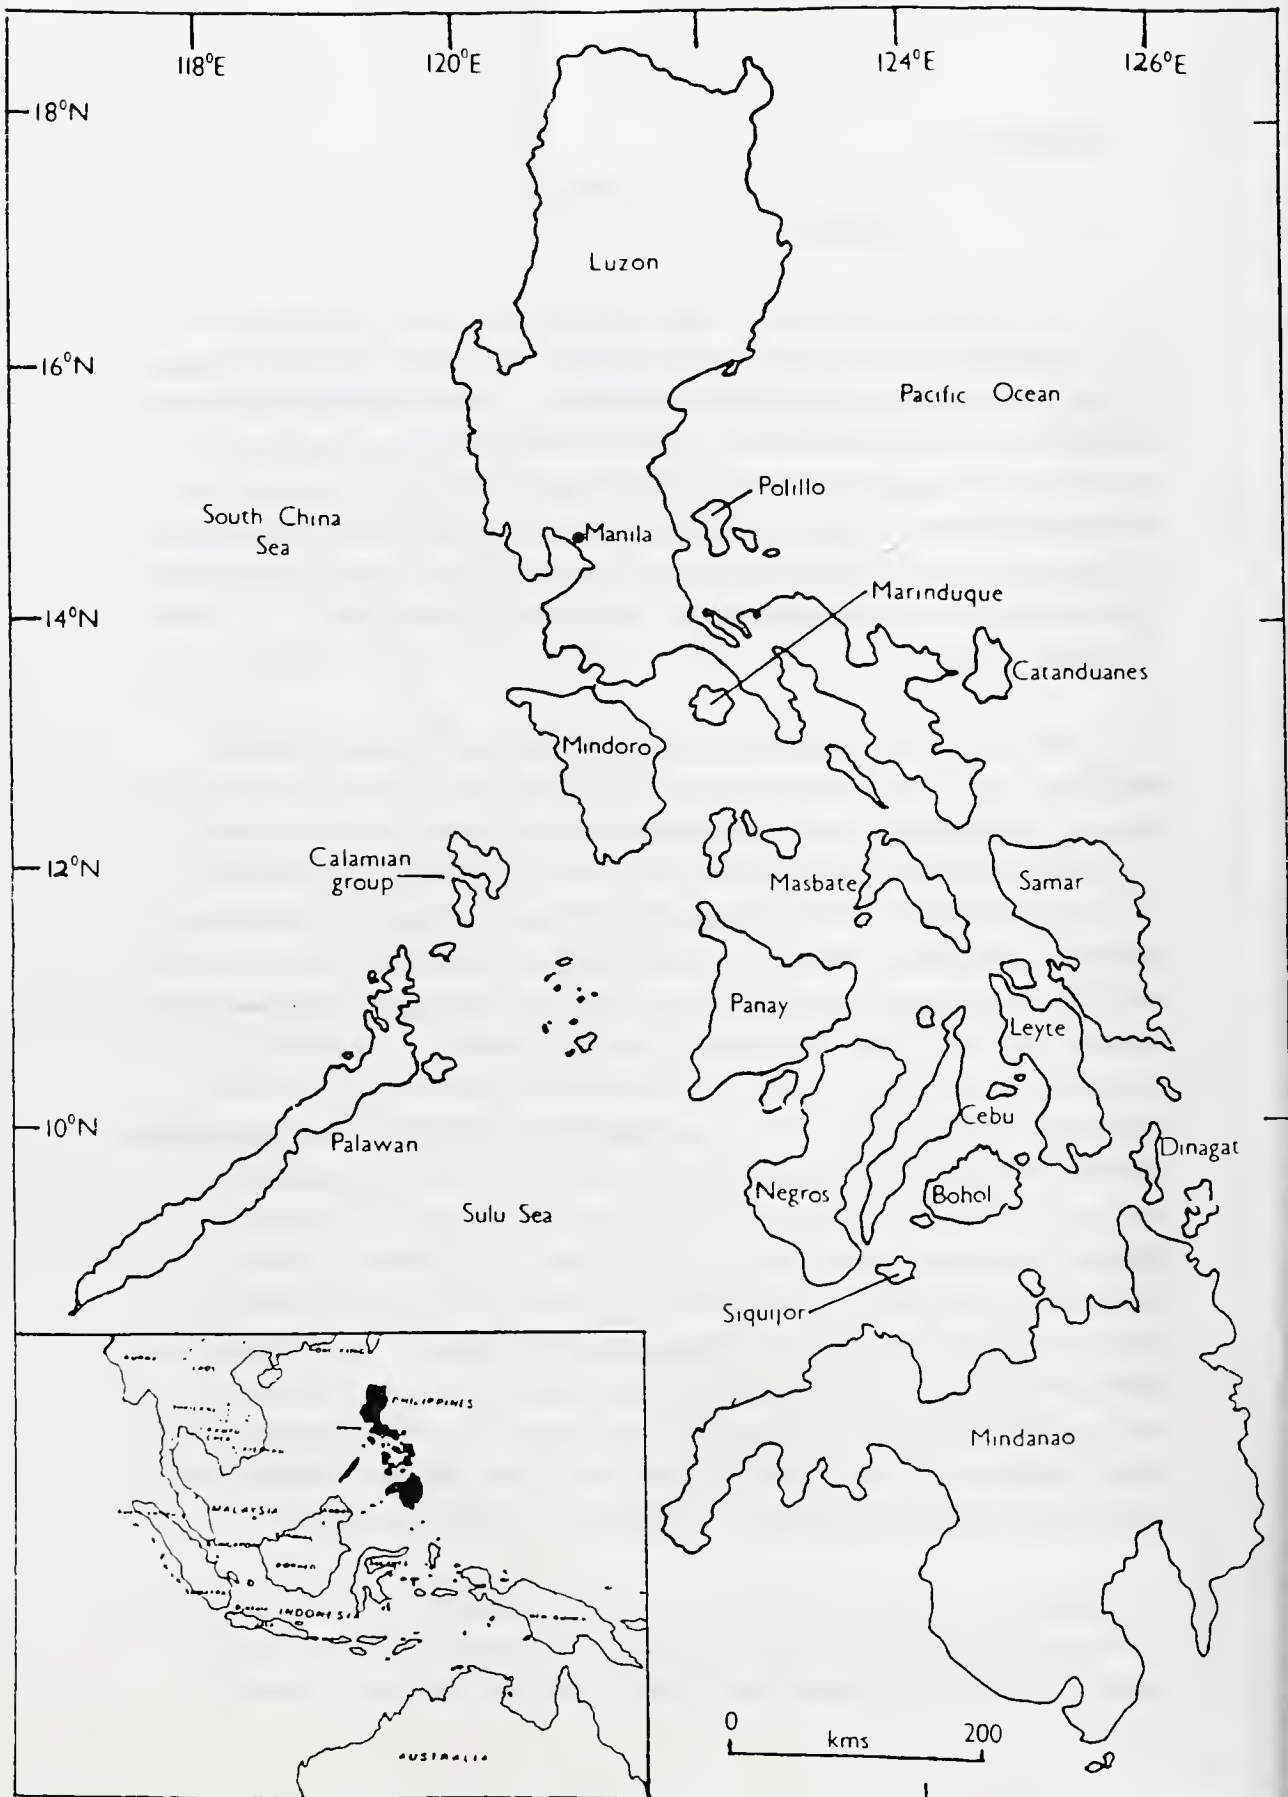 118°E
120°E
124°E
126°E
18°N
Luzon
16°N
Pacific Ocean
Polillo
South China
Sea
Manila
Marinduque
14°N
Catanduanes
Mindoro
Calamian
group
12°N
Masbate
Samar
Panay
Leyte
Cebu
10°N
Palawan
Dinagat
Negros
Bohol
Sulu Sea
Siquijor
Mindanao
PHILIPPINES
MALAYSIA
INDONESIA
AUSTRALIA
0
200
kms